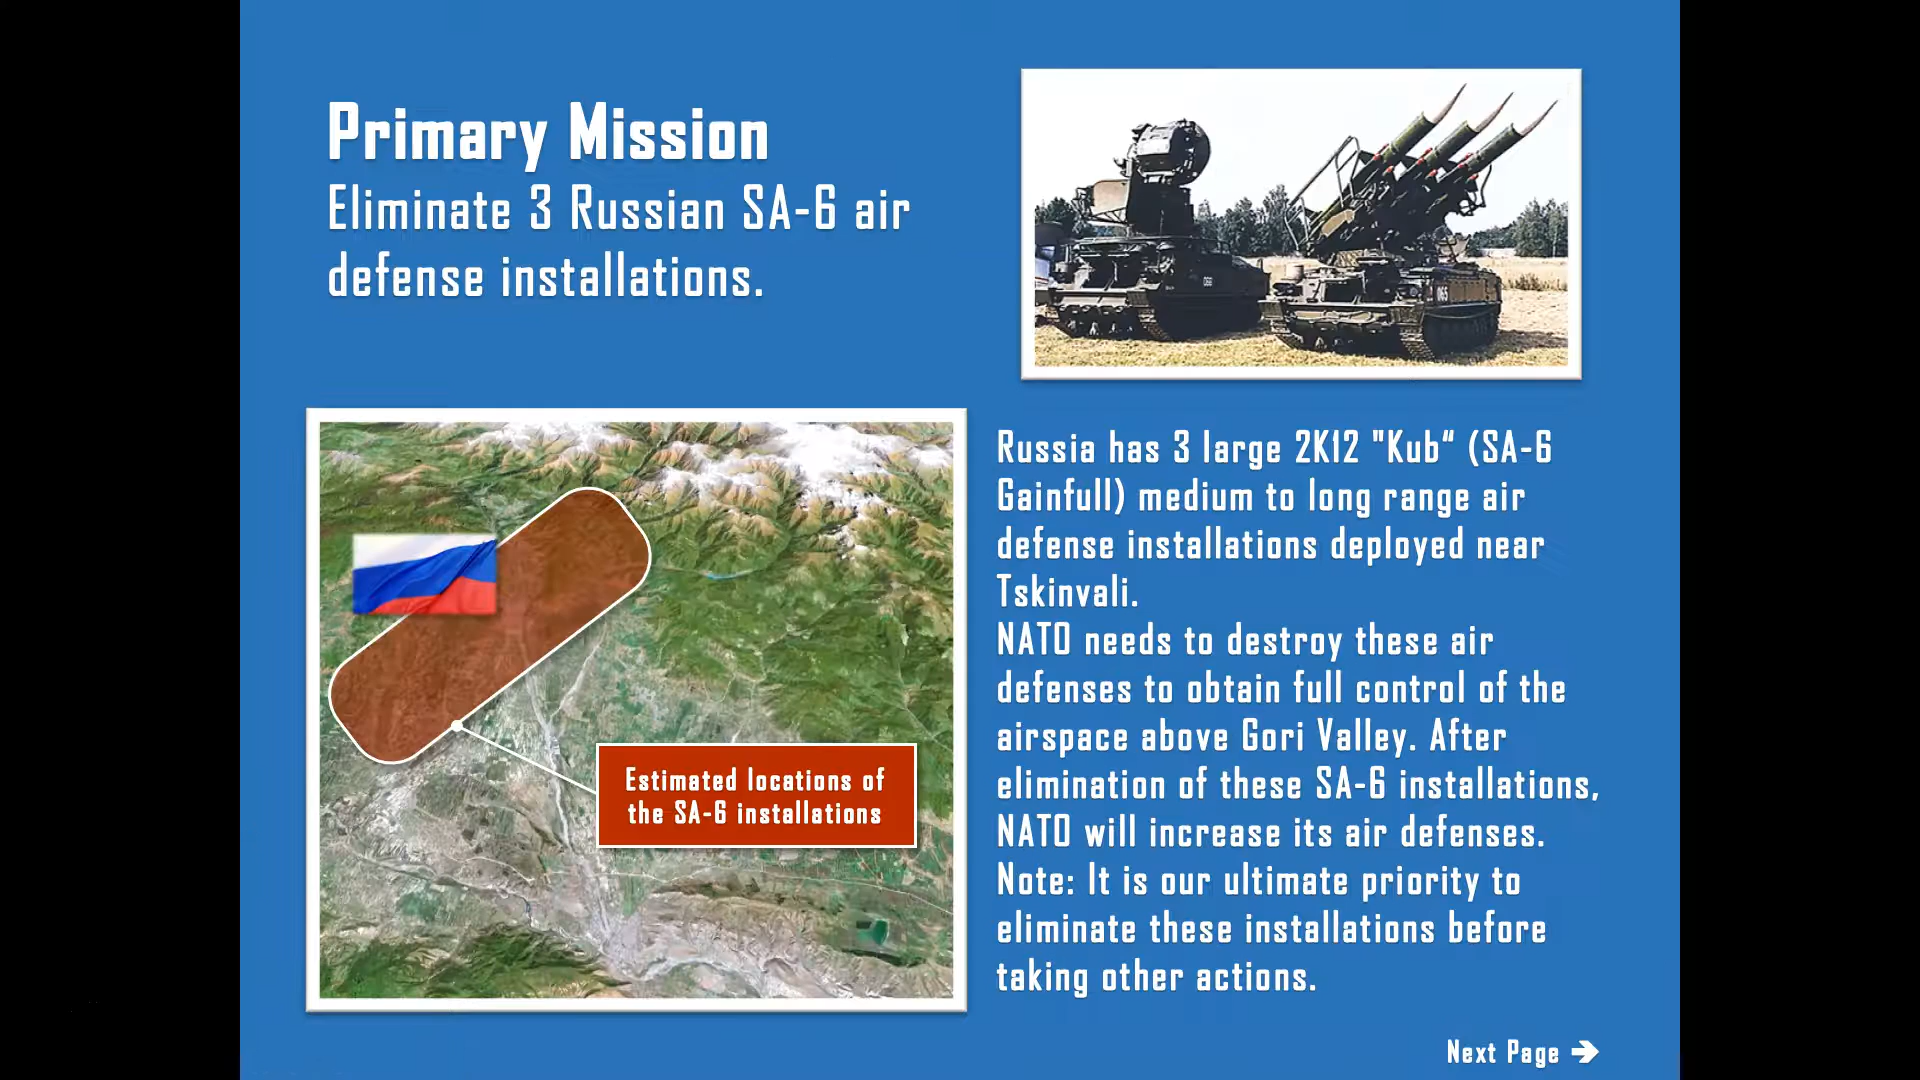 Primary Mission
Eliminate 3 Russian SA-6 air
defense installations.
Estimated locations of
the SA-6 installations
Russia has 3 large 2K12 "Kub“ (SA-6
Gainfull) medium to long range air
defense installations deployed near
Tskinvali.
NATO needs to destroy these air
defenses to obtain full control of the
airspace above Gori Valley. After
elimination of these SA-6 installations,
NATO will increase its air defenses.
Note: It is our ultimate priority to
eliminate these installations before
taking other actions.
Next Page →